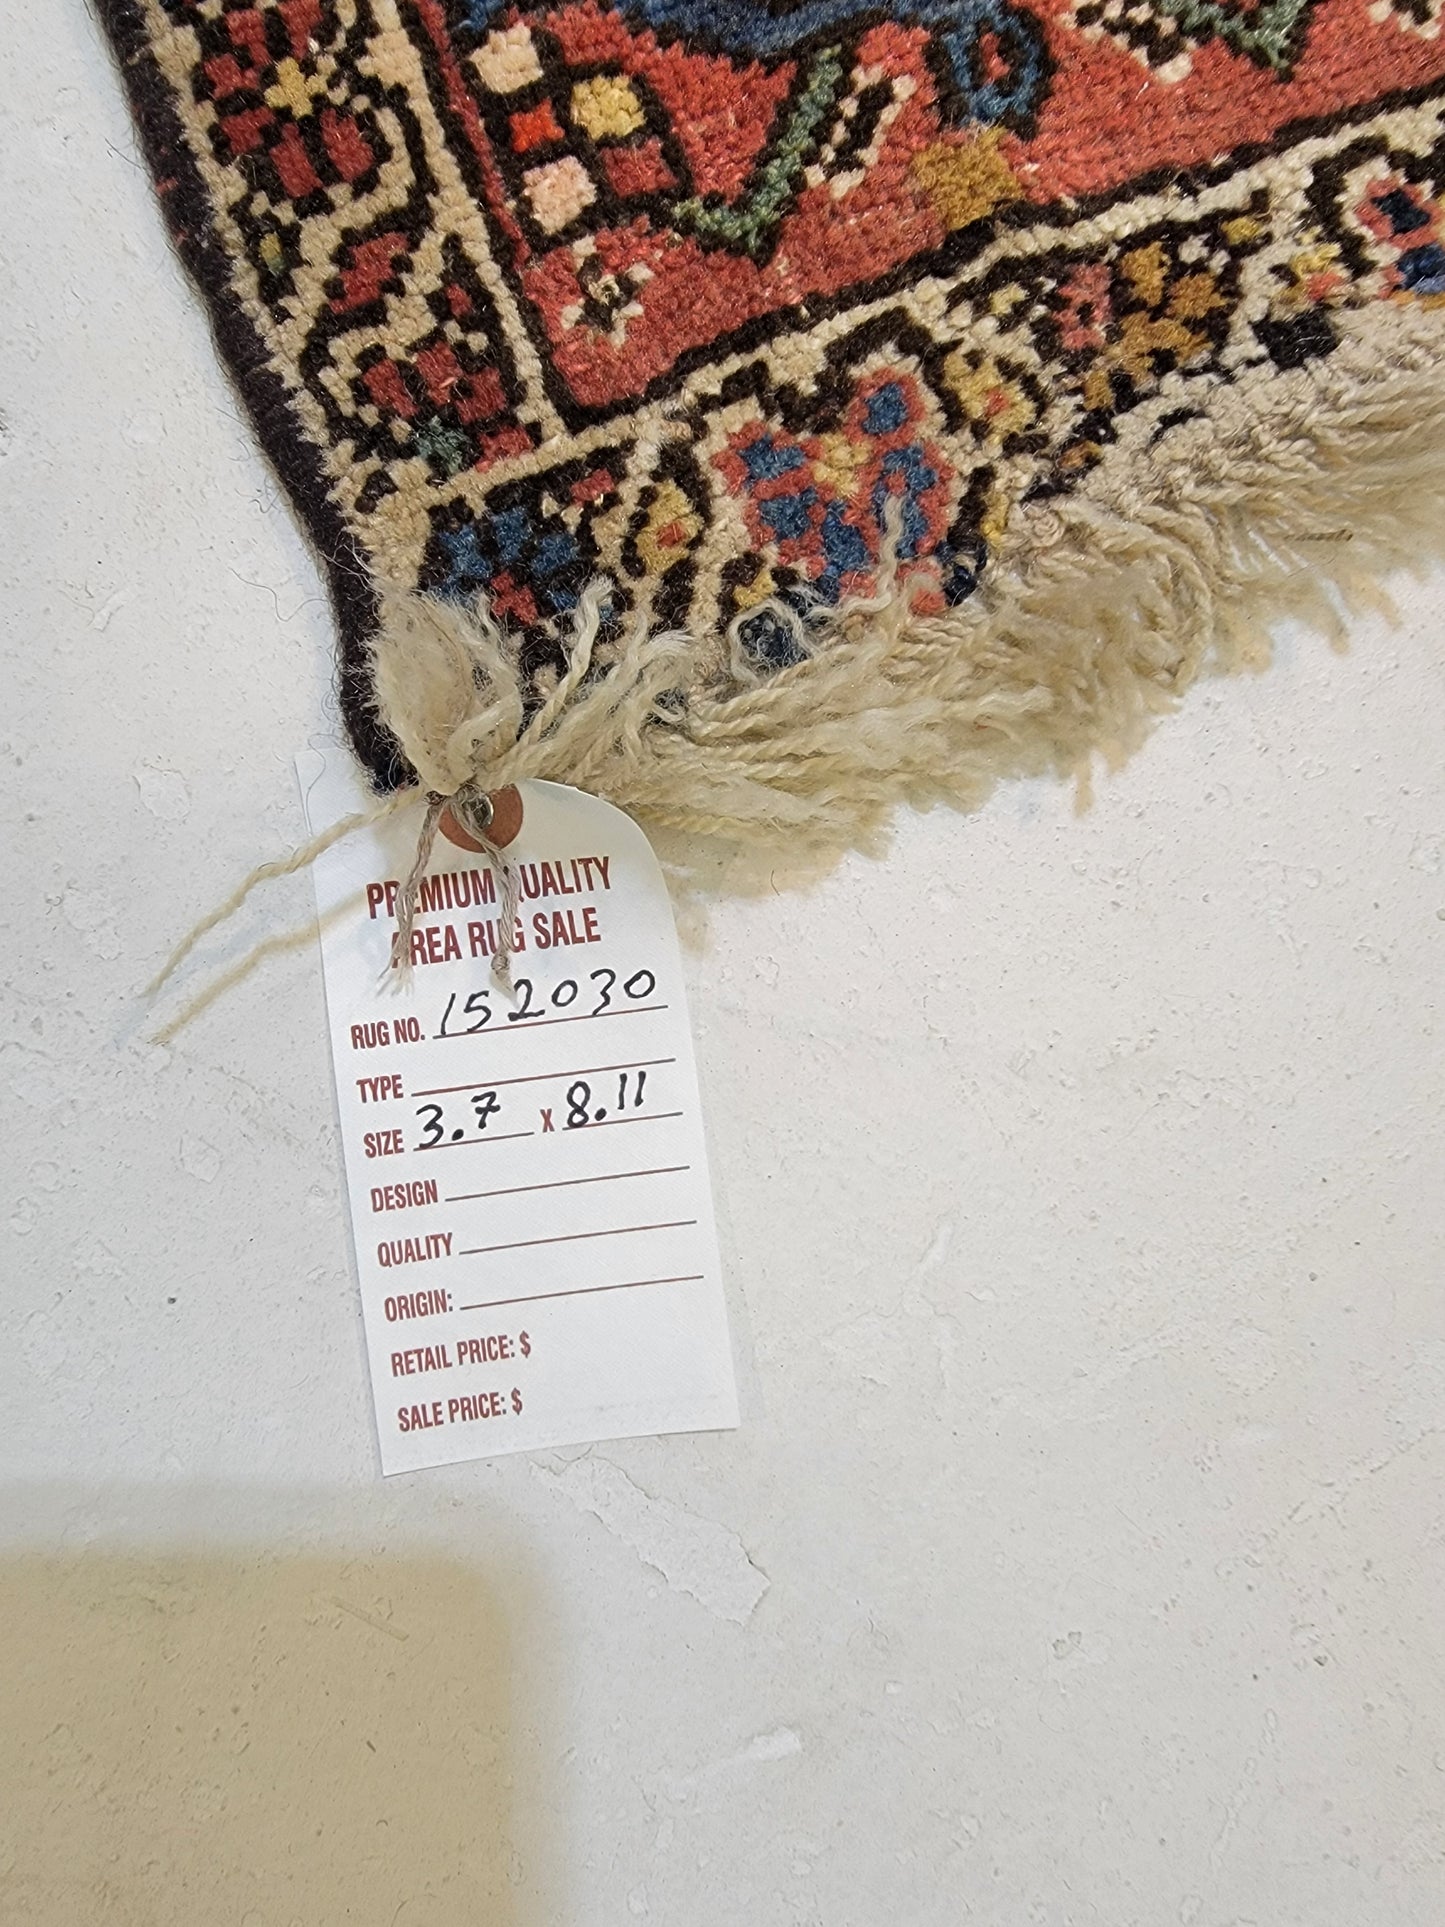 PREMIUM QUALITY
AREA RUG SALE
RUG NO. 152030
TYPE
SIZE 3.7 X 8.11
DESIGN
QUALITY
ORIGIN:
RETAIL PRICE: $
SALE PRICE: $